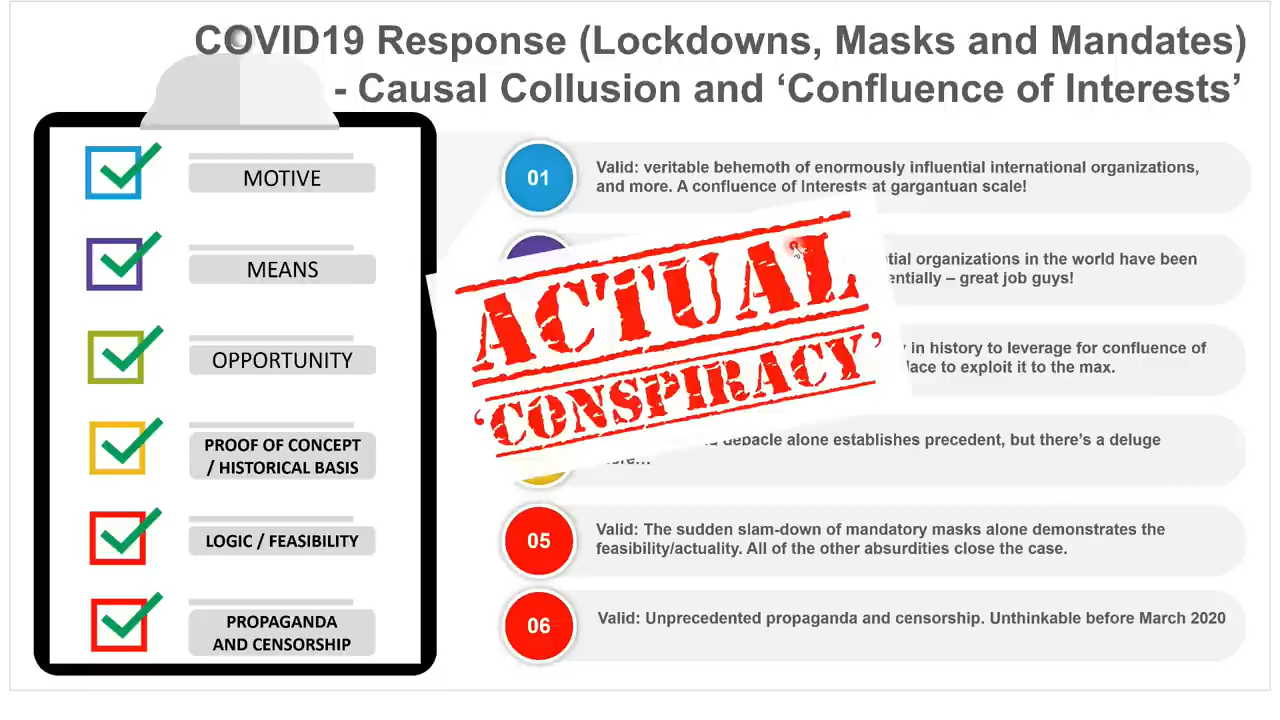 COVID19 Response (Lockdowns, Masks and Mandates)
- Causal Collusion and ‘Confluence of Interests’
MOTIVE
MEANS
OPPORTUNITY
PROOF OF CONCEPT
/ HISTORICAL BASIS
LOGIC / FEASIBILITY
PROPAGANDA
AND CENSORSHIP
01
Valid: veritable behemoth of enormously influential international organizations,
and more. A confluence of Interests at gargantuan scale!
organizations in the world have been
– great job guys!
in history to leverage for confluence of
to exploit it to the max.
debacle alone establishes precedent, but there’s a deluge
05
Valid: The sudden slam-down of mandatory masks alone demonstrates the
feasibility/actuality. All of the other absurdities close the case.
06
Valid: Unprecedented propaganda and censorship. Unthinkable before March 2020
ACTUAL
‘CONSPIRACY’